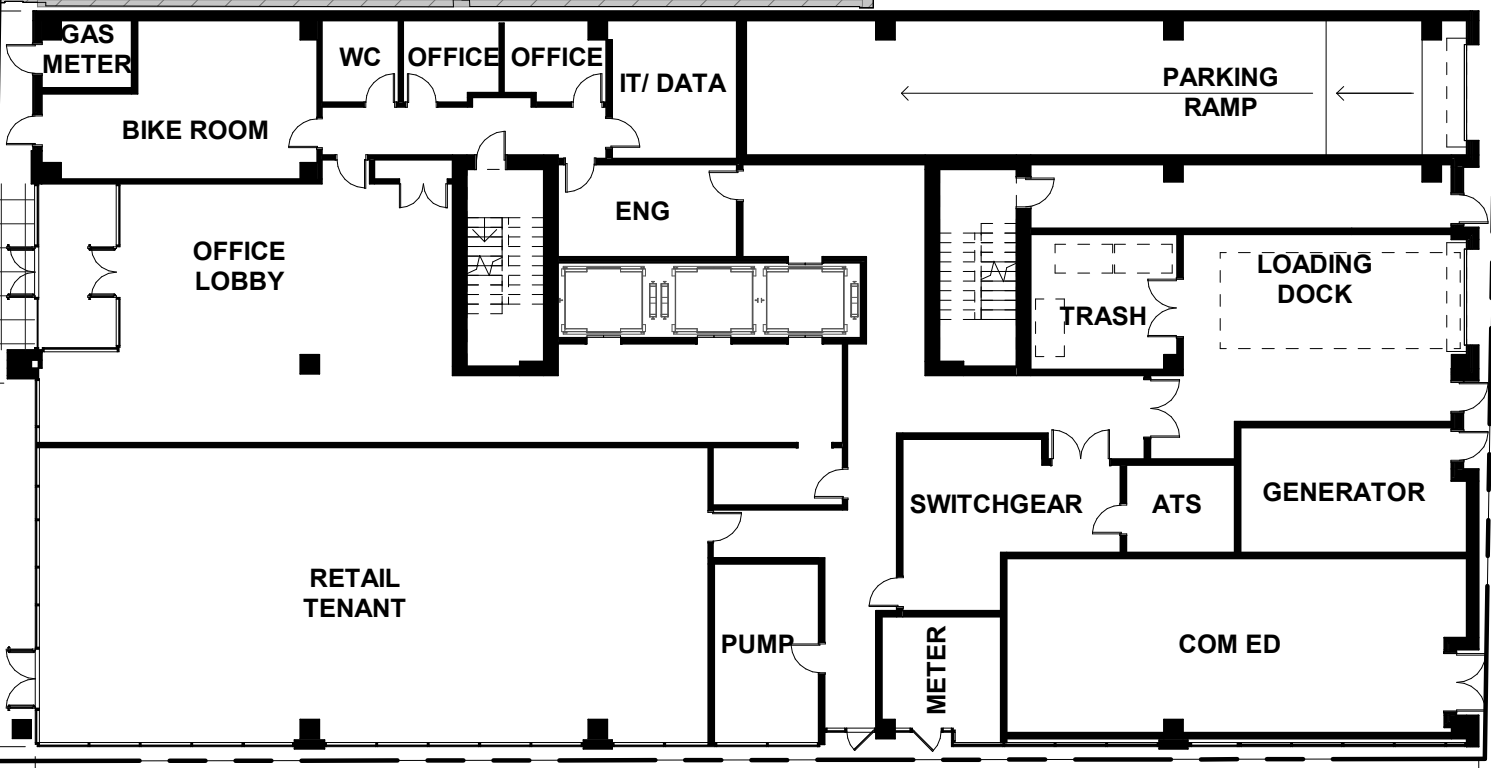 GAS
METER
WC
OFFICE
OFFICE
IT/ DATA
PARKING
RAMP
BIKE ROOM
ENG
OFFICE
LOBBY
LOADING
DOCK
TRASH
SWITCHGEAR
ATS
GENERATOR
RETAIL
TENANT
PUMP
METER
COM ED